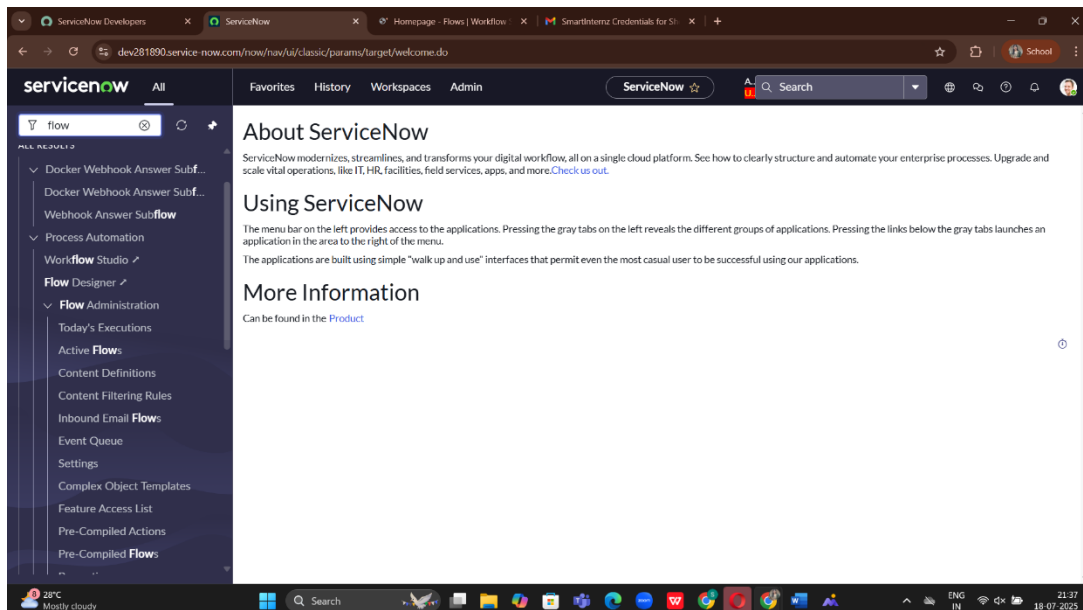 ServiceNow Developers
ServiceNow
Homepage - Flows | Workflow
SmartInternz Credentials for Sh
dev281890.service-now.com/now/nav/ui/classic/params/target/welcome.do
School
servicenow
All
Favorites
History
Workspaces
Admin
ServiceNow
Search
flow
ALL RESULTS
Docker Webhook Answer Subf...
Docker Webhook Answer Subf...
Webhook Answer Subflow
Process Automation
Workflow Studio
Flow Designer
Flow Administration
Today's Executions
Active Flows
Content Definitions
Content Filtering Rules
Inbound Email Flows
Event Queue
Settings
Complex Object Templates
Feature Access List
Pre-Compiled Actions
Pre-Compiled Flows
About ServiceNow
ServiceNow modernizes, streamlines, and transforms your digital workflow, all on a single cloud platform. See how to clearly structure and automate your enterprise processes. Upgrade and
scale vital operations, like IT, HR, facilities, field services, apps, and more.Check us out.
Using ServiceNow
The menu bar on the left provides access to the applications. Pressing the gray tabs on the left reveals the different groups of applications. Pressing the links below the gray tabs launches an
application in the area to the right of the menu.
The applications are built using simple "walk up and use" interfaces that permit even the most casual user to be successful using our applications.
More Information
Can be found in the Product
8
28°C
Mostly cloudy
Search
ENG
IN
21:37
18-07-2025